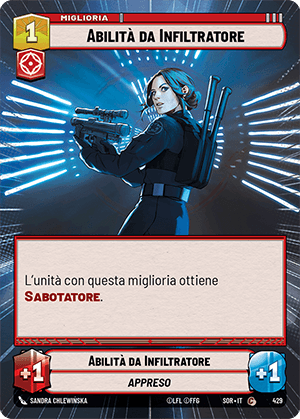 MIGLIORIA
1
ABILITÀ DA INFILTRATORE
L'unità con questa miglioria ottiene
SABOTATORE.
+1
ABILITÀ DA INFILTRATORE
+1
APPRESO
SANDRA CHLEWIŃSKA
©LFL ©FFG
SOR • IT
C
429